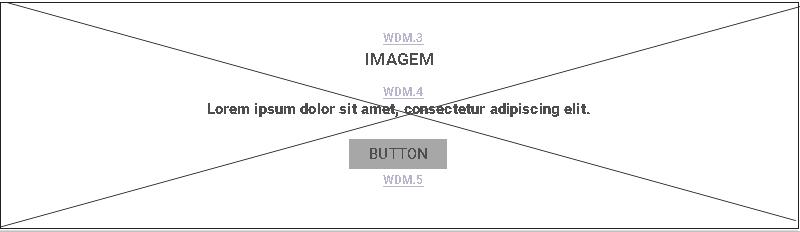 WDM.3
IMAGEM
WDM.4
Lorem ipsum dolor sit amet, consectetur adipiscing elit.
BUTTON
WDM.5